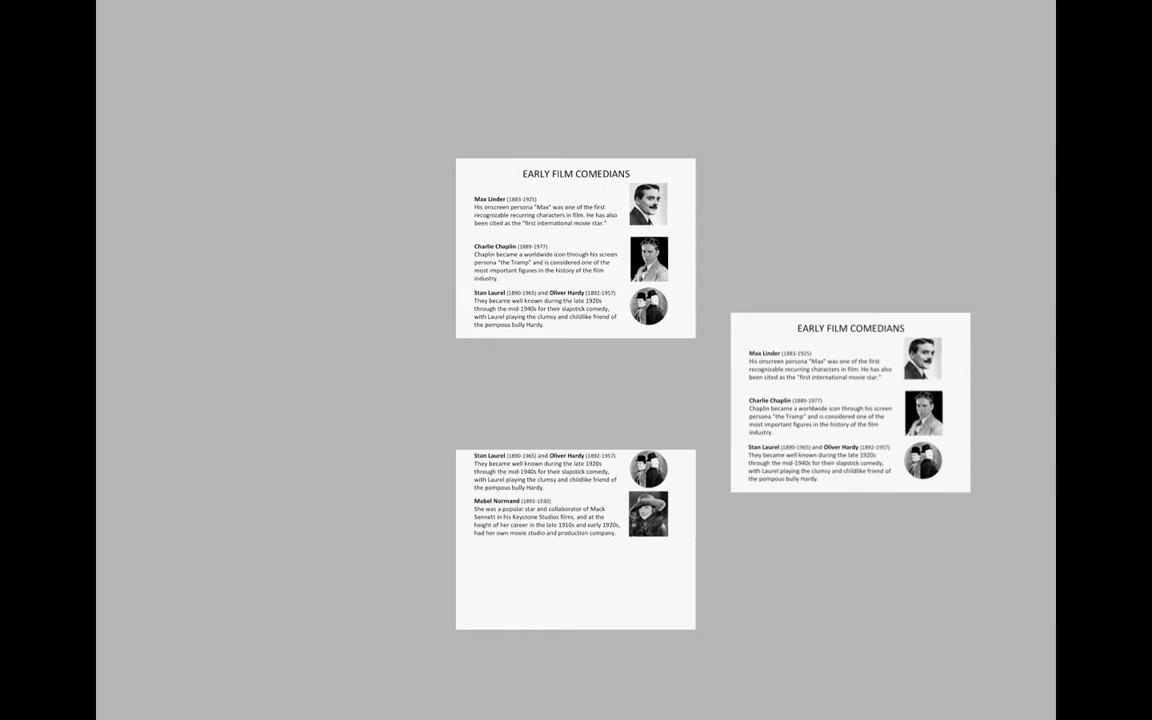 EARLY FILM COMEDIANS
Max Linder (1883-1925)
His onscreen persona "Max" was one of the first
recognizable recurring characters in film. He has also
been cited as the "first international movie star."
Charlie Chaplin (1889-1977)
Chaplin became a worldwide icon through his screen
persona "the Tramp" and is considered one of the
most important figures in the history of the film
industry.
Stan Laurel (1890-1965) and Oliver Hardy (1892-1957)
They became well known during the late 1920s
through the mid-1940s for their slapstick comedy,
with Laurel playing the clumsy and childlike friend of
the pompous bully Hardy.
EARLY FILM COMEDIANS
Max Linder (1883-1925)
His onscreen persona "Max" was one of the first
recognizable recurring characters in film. He has also
been cited as the "first international movie star."
Charlie Chaplin (1889-1977)
Chaplin became a worldwide icon through his screen
persona "the Tramp" and is considered one of the
most important figures in the history of the film
industry.
Stan Laurel (1890-1965) and Oliver Hardy (1892-1957)
They became well known during the late 1920s
through the mid-1940s for their slapstick comedy,
with Laurel playing the clumsy and childlike friend of
the pompous bully Hardy.
Stan Laurel (1890-1965) and Oliver Hardy (1892-1957)
They became well known during the late 1920s
through the mid-1940s for their slapstick comedy,
with Laurel playing the clumsy and childlike friend of
the pompous bully Hardy.
Mabel Normand (1893-1930)
She was a popular star and collaborator of Mack
Sennett in his Keystone Studios films, and at the
height of her career in the late 1910s and early 1920s,
had her own movie studio and production company.